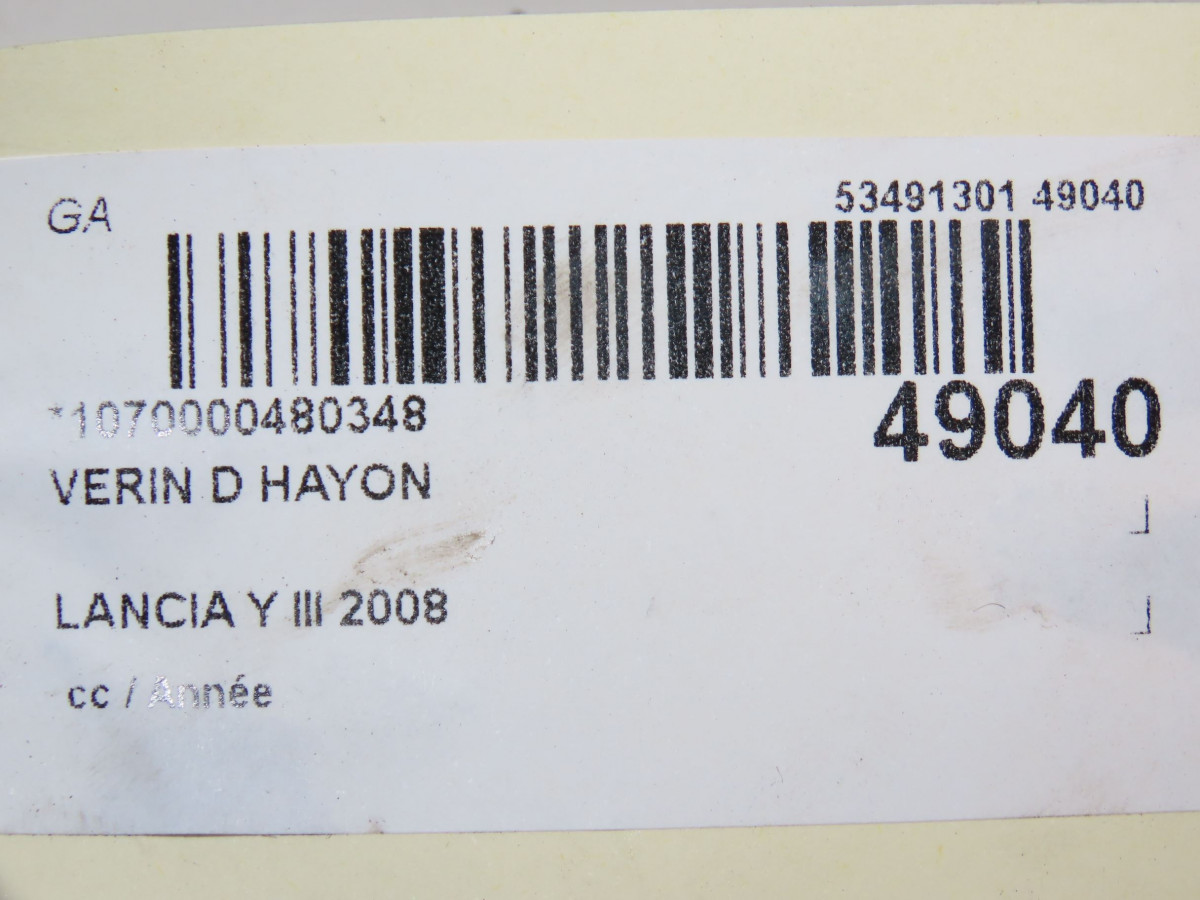 GA
53491301 49040
*1070000480348
49040
VERIN D HAYON
LANCIA Y III 2008
cc / Année